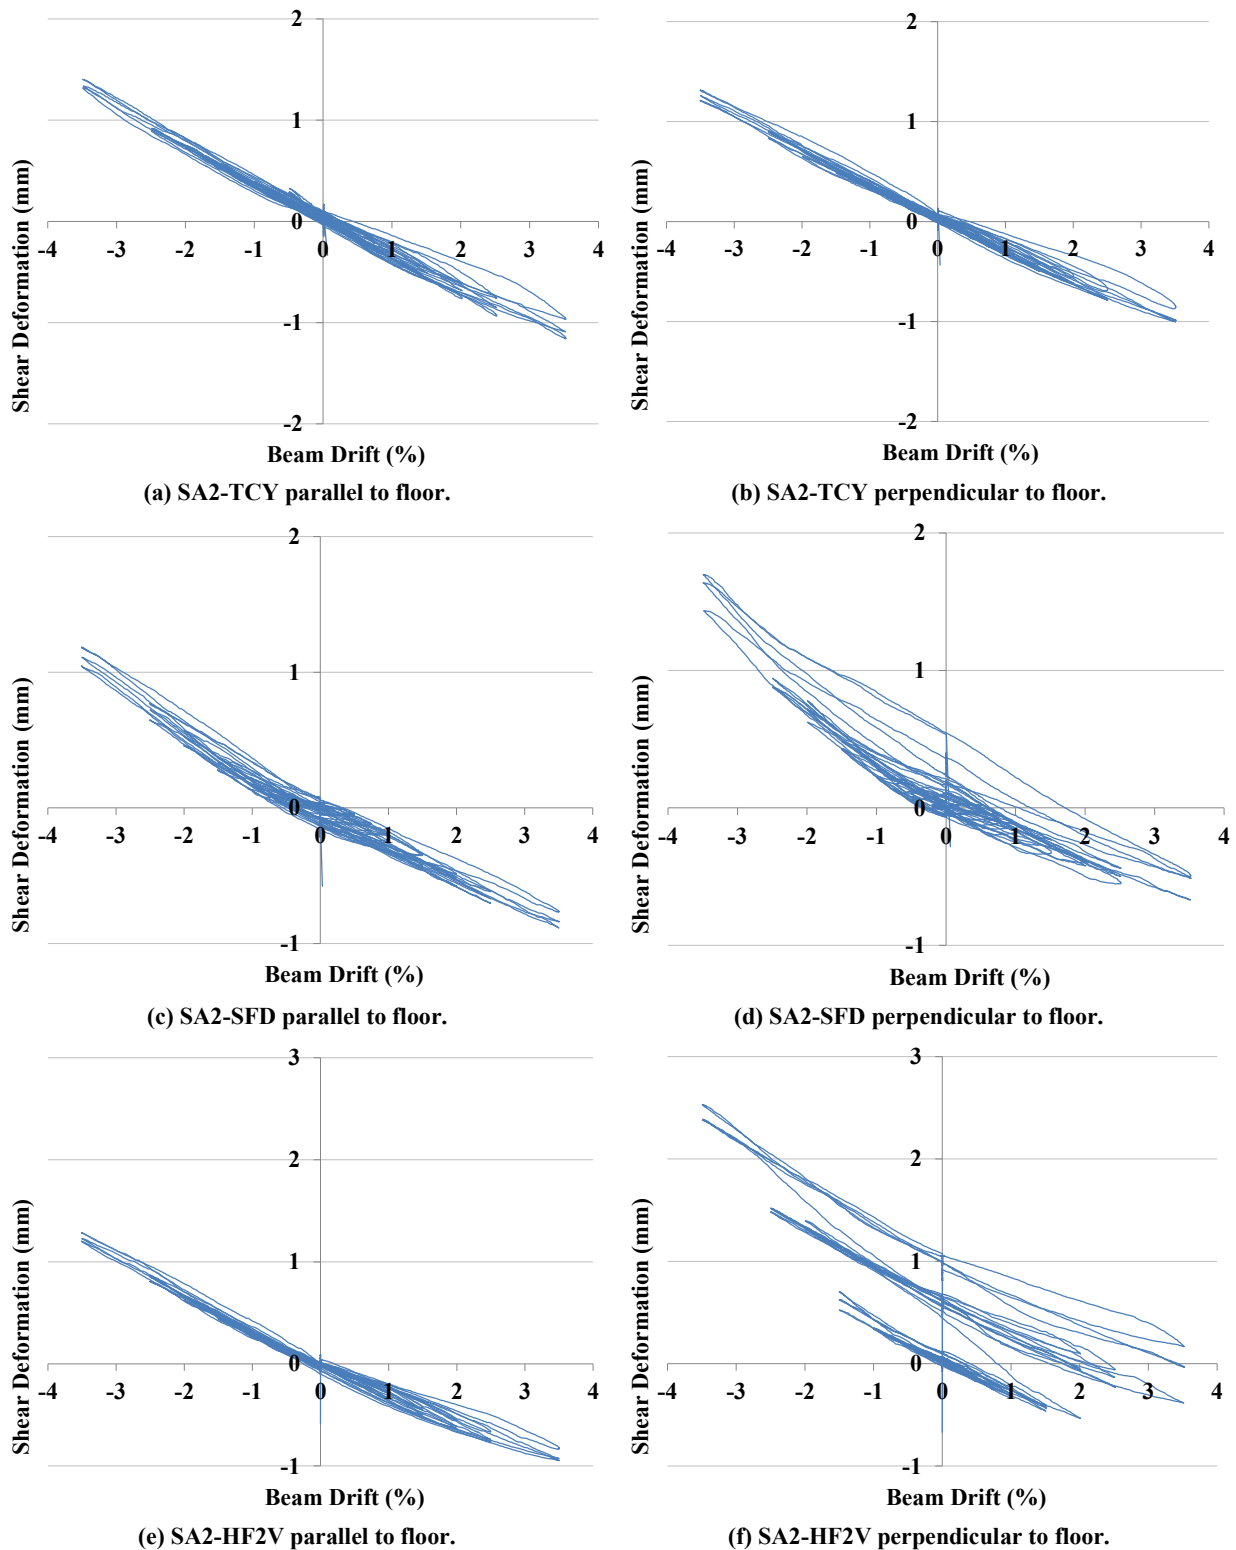 2
1
0
-1
-2
-4 -3 -2 -1 0 1 2 3 4
Shear Deformation (mm)
Beam Drift (%)
(a) SA2-TCY parallel to floor.
2
1
0
-1
-2
-4 -3 -2 -1 0 1 2 3 4
Shear Deformation (mm)
Beam Drift (%)
(b) SA2-TCY perpendicular to floor.
2
1
0
-1
-4 -3 -2 -1 0 1 2 3 4
Shear Deformation (mm)
Beam Drift (%)
(c) SA2-SFD parallel to floor.
2
1
0
-1
-4 -3 -2 -1 0 1 2 3 4
Shear Deformation (mm)
Beam Drift (%)
(d) SA2-SFD perpendicular to floor.
3
2
1
0
-1
-4 -3 -2 -1 0 1 2 3 4
Shear Deformation (mm)
Beam Drift (%)
(e) SA2-HF2V parallel to floor.
3
2
1
0
-1
-4 -3 -2 -1 0 1 2 3 4
Shear Deformation (mm)
Beam Drift (%)
(f) SA2-HF2V perpendicular to floor.